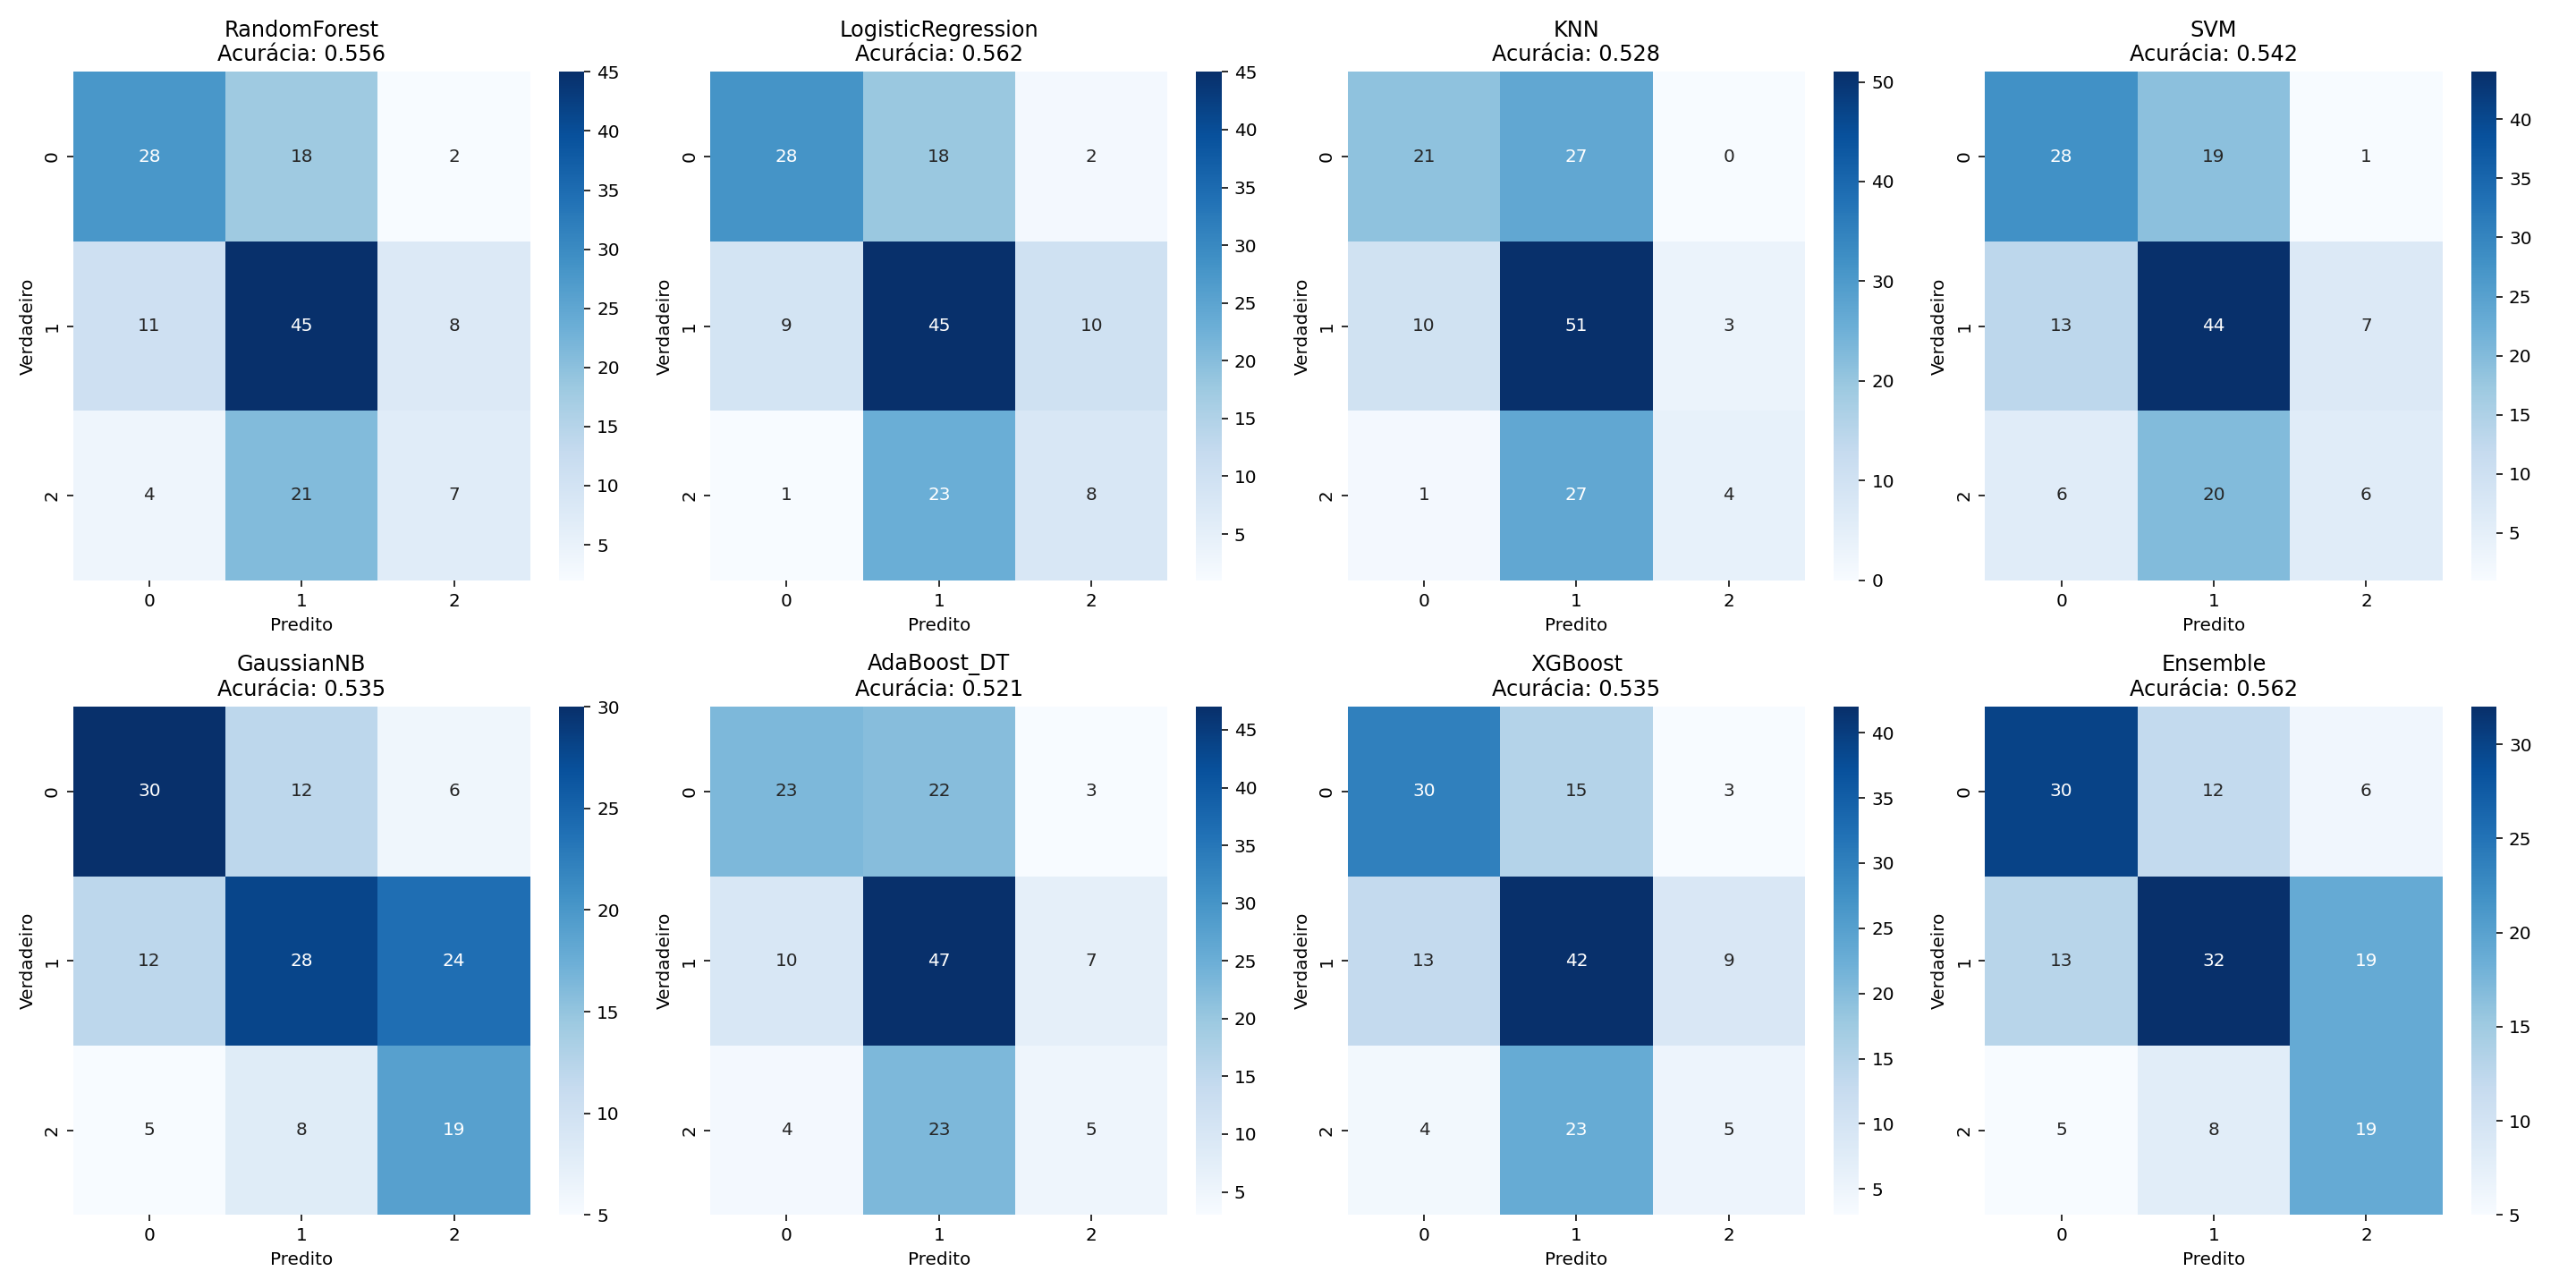 RandomForest
Acurácia: 0.556
45
40
35
30
25
20
15
10
5
0
1
2
Verdadeiro
28 18 2
11 45 8
4 21 7
0 1 2
Predito
LogisticRegression
Acurácia: 0.562
45
40
35
30
25
20
15
10
5
0
1
2
Verdadeiro
28 18 2
9 45 10
1 23 8
0 1 2
Predito
KNN
Acurácia: 0.528
50
40
30
20
10
0
0
1
2
Verdadeiro
21 27 0
10 51 3
1 27 4
0 1 2
Predito
SVM
Acurácia: 0.542
40
35
30
25
20
15
10
5
0
1
2
Verdadeiro
28 19 1
13 44 7
6 20 6
0 1 2
Predito
GaussianNB
Acurácia: 0.535
30
25
20
15
10
5
0
1
2
Verdadeiro
30 12 6
12 28 24
5 8 19
0 1 2
Predito
AdaBoost_DT
Acurácia: 0.521
45
40
35
30
25
20
15
10
5
0
1
2
Verdadeiro
23 22 3
10 47 7
4 23 5
0 1 2
Predito
XGBoost
Acurácia: 0.535
40
35
30
25
20
15
10
5
0
1
2
Verdadeiro
30 15 3
13 42 9
4 23 5
0 1 2
Predito
Ensemble
Acurácia: 0.562
30
25
20
15
10
5
0
1
2
Verdadeiro
30 12 6
13 32 19
5 8 19
0 1 2
Predito